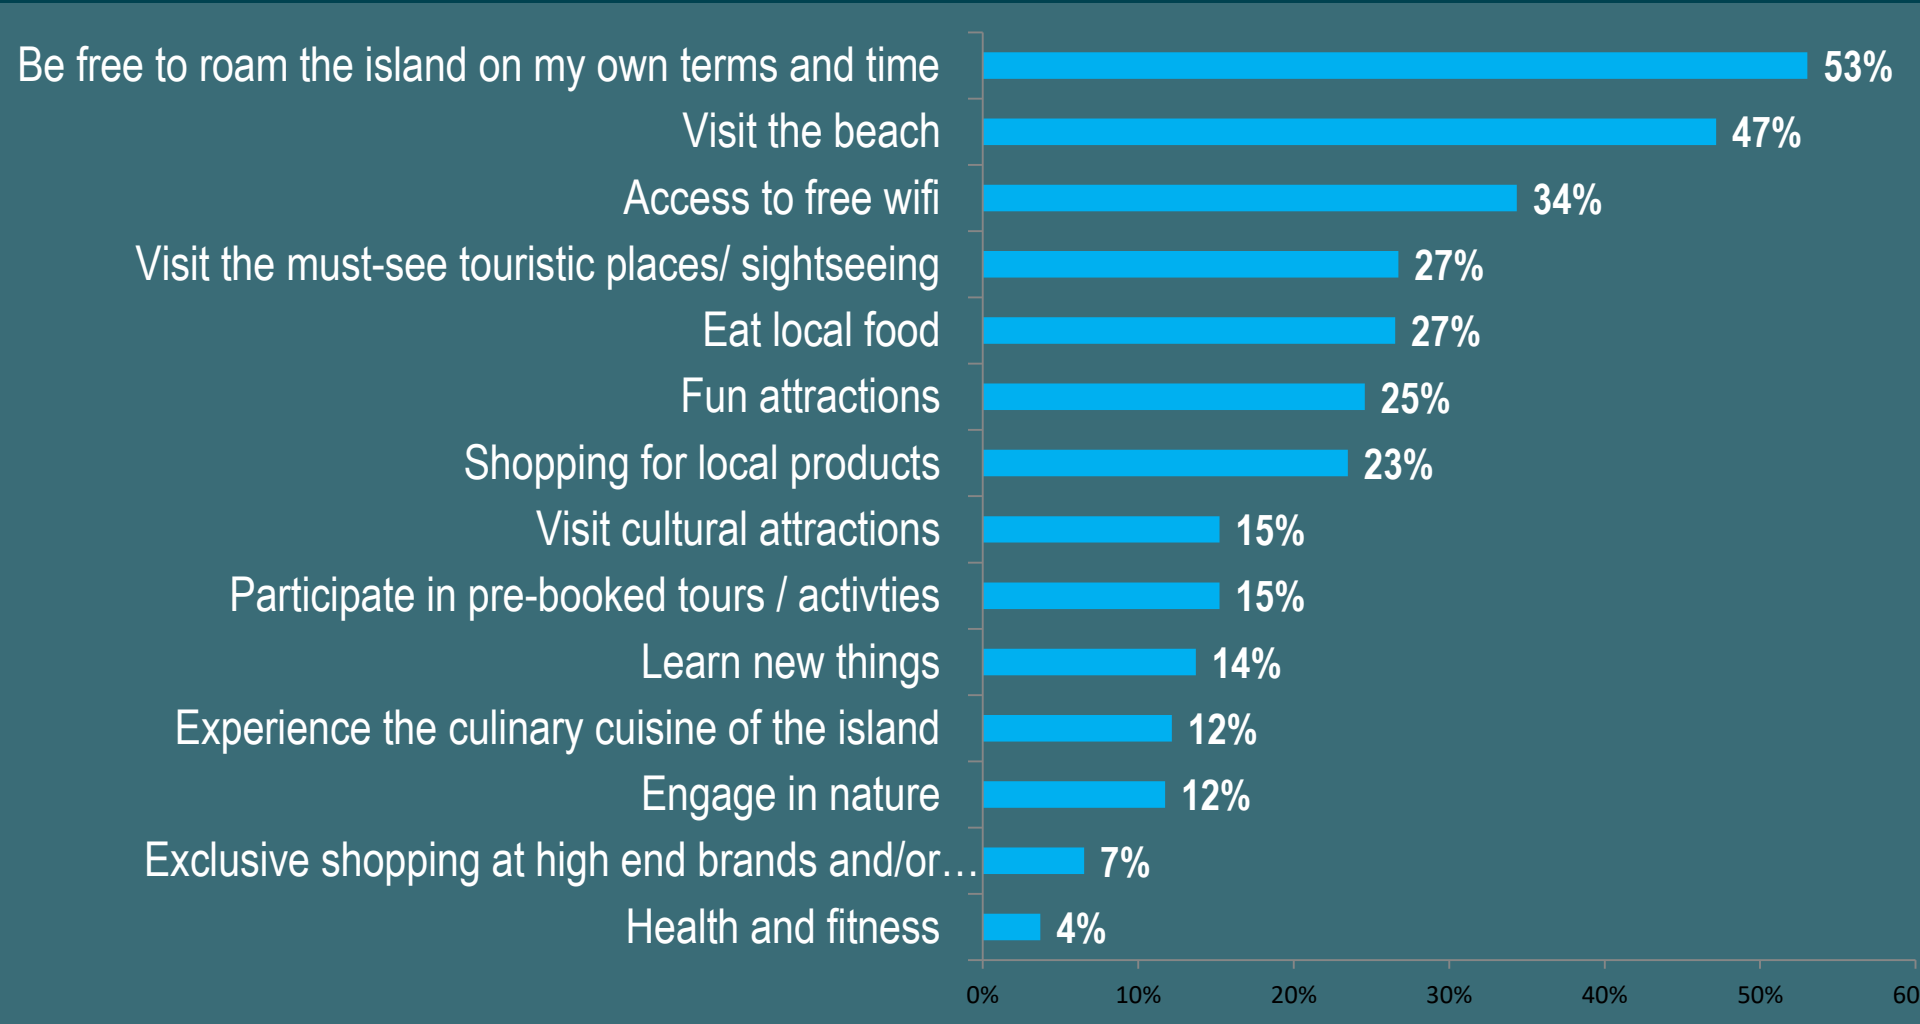 Be free to roam the island on my own terms and time 53%
Visit the beach 47%
Access to free wifi 34%
Visit the must-see touristic places/ sightseeing 27%
Eat local food 27%
Fun attractions 25%
Shopping for local products 23%
Visit cultural attractions 15%
Participate in pre-booked tours / activties 15%
Learn new things 14%
Experience the culinary cuisine of the island 12%
Engage in nature 12%
Exclusive shopping at high end brands and/or… 7%
Health and fitness 4%
0% 10% 20% 30% 40% 50% 60